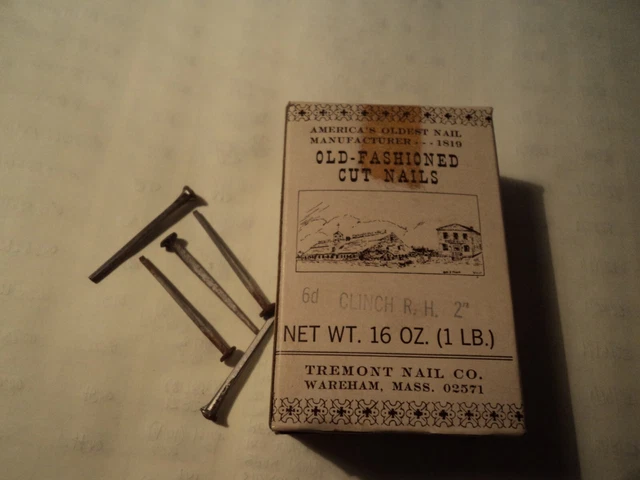 AMERICA'S OLDEST NAIL
MANUFACTURER - - - 1819
OLD-FASHIONED
CUT NAILS
6d CLINCH R. H. 2"
NET WT. 16 OZ. (1 LB.)
TREMONT NAIL CO.
WAREHAM, MASS. 02571